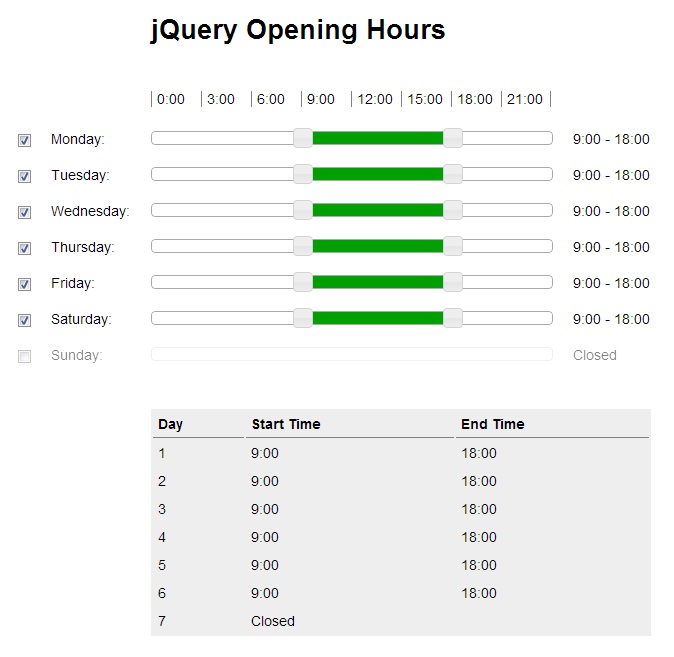 jQuery Opening Hours
0:00 3:00 6:00 9:00 12:00 15:00 18:00 21:00
Monday: 9:00 - 18:00
Tuesday: 9:00 - 18:00
Wednesday: 9:00 - 18:00
Thursday: 9:00 - 18:00
Friday: 9:00 - 18:00
Saturday: 9:00 - 18:00
Sunday: Closed
Day Start Time End Time
1 9:00 18:00
2 9:00 18:00
3 9:00 18:00
4 9:00 18:00
5 9:00 18:00
6 9:00 18:00
7 Closed